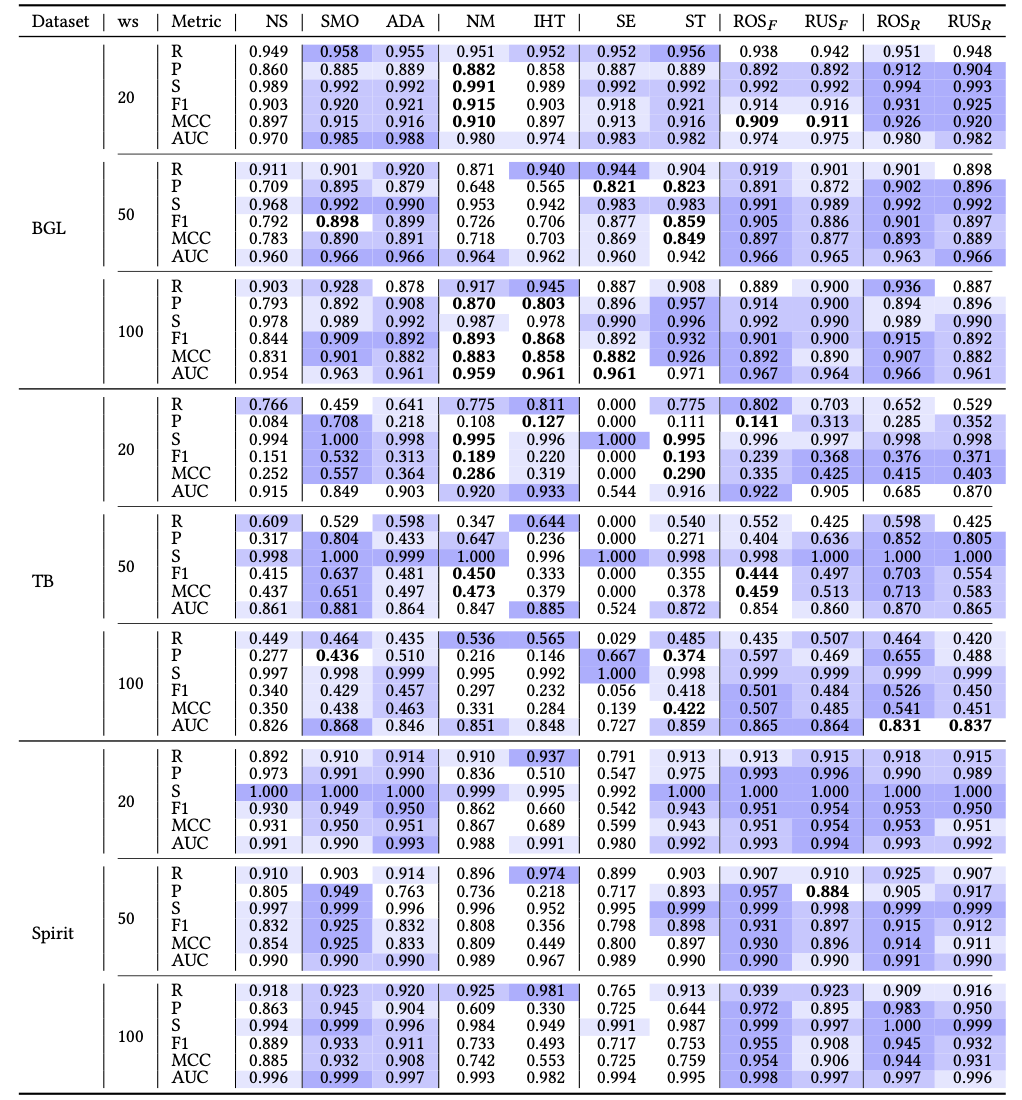 Dataset ws Metric NS SMO ADA NM IHT SE ST ROS_F RUS_F ROS_R RUS_R
R 0.949 0.958 0.955 0.951 0.952 0.952 0.956 0.938 0.942 0.951 0.948
P 0.860 0.885 0.889 0.882 0.858 0.887 0.889 0.892 0.892 0.912 0.904
S 0.989 0.992 0.992 0.991 0.989 0.992 0.992 0.992 0.992 0.994 0.993
20
F1 0.903 0.920 0.921 0.915 0.903 0.918 0.921 0.914 0.916 0.931 0.925
MCC 0.897 0.915 0.916 0.910 0.897 0.913 0.916 0.909 0.911 0.926 0.920
AUC 0.970 0.985 0.988 0.980 0.974 0.983 0.982 0.974 0.975 0.980 0.982
R 0.911 0.901 0.920 0.871 0.940 0.944 0.904 0.919 0.901 0.901 0.898
P 0.709 0.895 0.879 0.648 0.565 0.821 0.823 0.891 0.872 0.902 0.896
S 0.968 0.992 0.990 0.953 0.942 0.983 0.983 0.991 0.989 0.992 0.992
50
F1 0.792 0.898 0.899 0.726 0.706 0.877 0.859 0.905 0.886 0.901 0.897
BGL
MCC 0.783 0.890 0.891 0.718 0.703 0.869 0.849 0.897 0.877 0.893 0.889
AUC 0.960 0.966 0.966 0.964 0.962 0.960 0.942 0.966 0.965 0.963 0.966
R 0.903 0.928 0.878 0.917 0.945 0.887 0.908 0.889 0.900 0.936 0.887
P 0.793 0.892 0.908 0.870 0.803 0.896 0.957 0.914 0.900 0.894 0.896
S 0.978 0.989 0.992 0.987 0.978 0.990 0.996 0.992 0.990 0.989 0.990
100
F1 0.844 0.909 0.892 0.893 0.868 0.892 0.932 0.901 0.900 0.915 0.892
MCC 0.831 0.901 0.882 0.883 0.858 0.882 0.926 0.892 0.890 0.907 0.882
AUC 0.954 0.963 0.961 0.959 0.961 0.961 0.971 0.967 0.964 0.966 0.961
R 0.766 0.459 0.641 0.775 0.811 0.000 0.775 0.802 0.703 0.652 0.529
P 0.084 0.708 0.218 0.108 0.127 0.000 0.111 0.141 0.313 0.285 0.352
S 0.994 1.000 0.998 0.995 0.996 1.000 0.995 0.996 0.997 0.998 0.998
20
F1 0.151 0.532 0.313 0.189 0.220 0.000 0.193 0.239 0.368 0.376 0.371
MCC 0.252 0.557 0.364 0.286 0.319 0.000 0.290 0.335 0.425 0.415 0.403
AUC 0.915 0.849 0.903 0.920 0.933 0.544 0.916 0.922 0.905 0.685 0.870
R 0.609 0.529 0.598 0.347 0.644 0.000 0.540 0.552 0.425 0.598 0.425
P 0.317 0.804 0.433 0.647 0.236 0.000 0.271 0.404 0.636 0.852 0.805
S 0.998 1.000 0.999 1.000 0.996 1.000 0.998 0.998 1.000 1.000 1.000
50
F1 0.415 0.637 0.481 0.450 0.333 0.000 0.355 0.444 0.497 0.703 0.554
TB
MCC 0.437 0.651 0.497 0.473 0.379 0.000 0.378 0.459 0.513 0.713 0.583
AUC 0.861 0.881 0.864 0.847 0.885 0.524 0.872 0.854 0.860 0.870 0.865
R 0.449 0.464 0.435 0.536 0.565 0.029 0.485 0.435 0.507 0.464 0.420
P 0.277 0.436 0.510 0.216 0.146 0.667 0.374 0.597 0.469 0.655 0.488
S 0.997 0.998 0.999 0.995 0.992 1.000 0.998 0.999 0.999 0.999 0.999
100
F1 0.340 0.429 0.457 0.297 0.232 0.056 0.418 0.501 0.484 0.526 0.450
MCC 0.350 0.438 0.463 0.331 0.284 0.139 0.422 0.507 0.485 0.541 0.451
AUC 0.826 0.868 0.846 0.851 0.848 0.727 0.859 0.865 0.864 0.831 0.837
R 0.892 0.910 0.914 0.910 0.937 0.791 0.913 0.913 0.915 0.918 0.915
P 0.973 0.991 0.990 0.836 0.510 0.547 0.975 0.993 0.996 0.990 0.989
S 1.000 1.000 1.000 0.999 0.995 0.992 1.000 1.000 1.000 1.000 1.000
20
F1 0.930 0.949 0.950 0.862 0.660 0.542 0.943 0.951 0.954 0.953 0.950
MCC 0.931 0.950 0.951 0.867 0.689 0.599 0.943 0.951 0.954 0.953 0.951
AUC 0.991 0.990 0.993 0.988 0.991 0.980 0.992 0.993 0.994 0.993 0.992
R 0.910 0.903 0.914 0.896 0.974 0.899 0.903 0.907 0.910 0.925 0.907
P 0.805 0.949 0.763 0.736 0.218 0.717 0.893 0.957 0.884 0.905 0.917
S 0.997 0.999 0.996 0.996 0.952 0.995 0.999 0.999 0.998 0.999 0.999
50
F1 0.832 0.925 0.832 0.808 0.356 0.798 0.898 0.931 0.897 0.915 0.912
Spirit
MCC 0.854 0.925 0.833 0.809 0.449 0.800 0.897 0.930 0.896 0.914 0.911
AUC 0.990 0.990 0.990 0.989 0.967 0.989 0.990 0.990 0.990 0.991 0.990
R 0.918 0.923 0.920 0.925 0.981 0.765 0.913 0.939 0.923 0.909 0.916
P 0.863 0.945 0.904 0.609 0.330 0.725 0.644 0.972 0.895 0.983 0.950
S 0.994 0.999 0.996 0.984 0.949 0.991 0.987 0.999 0.997 1.000 0.999
100
F1 0.889 0.933 0.911 0.733 0.493 0.717 0.753 0.955 0.908 0.945 0.932
MCC 0.885 0.932 0.908 0.742 0.553 0.725 0.759 0.954 0.906 0.944 0.931
AUC 0.996 0.999 0.997 0.993 0.982 0.994 0.995 0.998 0.997 0.997 0.996